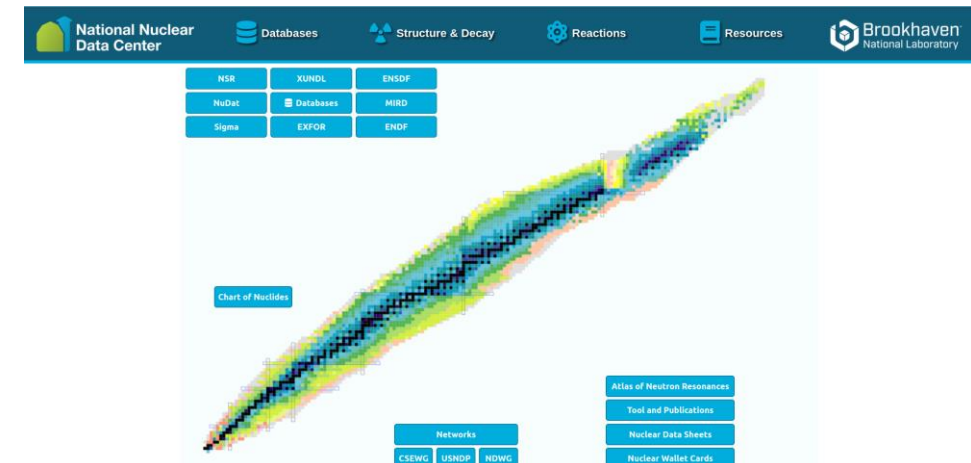 National Nuclear
Data Center
Databases
Structure & Decay
Reactions
Resources
Brookhaven
National Laboratory
NSR
XUNDL
ENSDF
NuDat
Databases
MIRD
Sigma
EXFOR
ENDF
Chart of Nuclides
Atlas of Neutron Resonances
Tool and Publications
Networks
Nuclear Data Sheets
CSEWG
USNDP
NDWG
Nuclear Wallet Cards